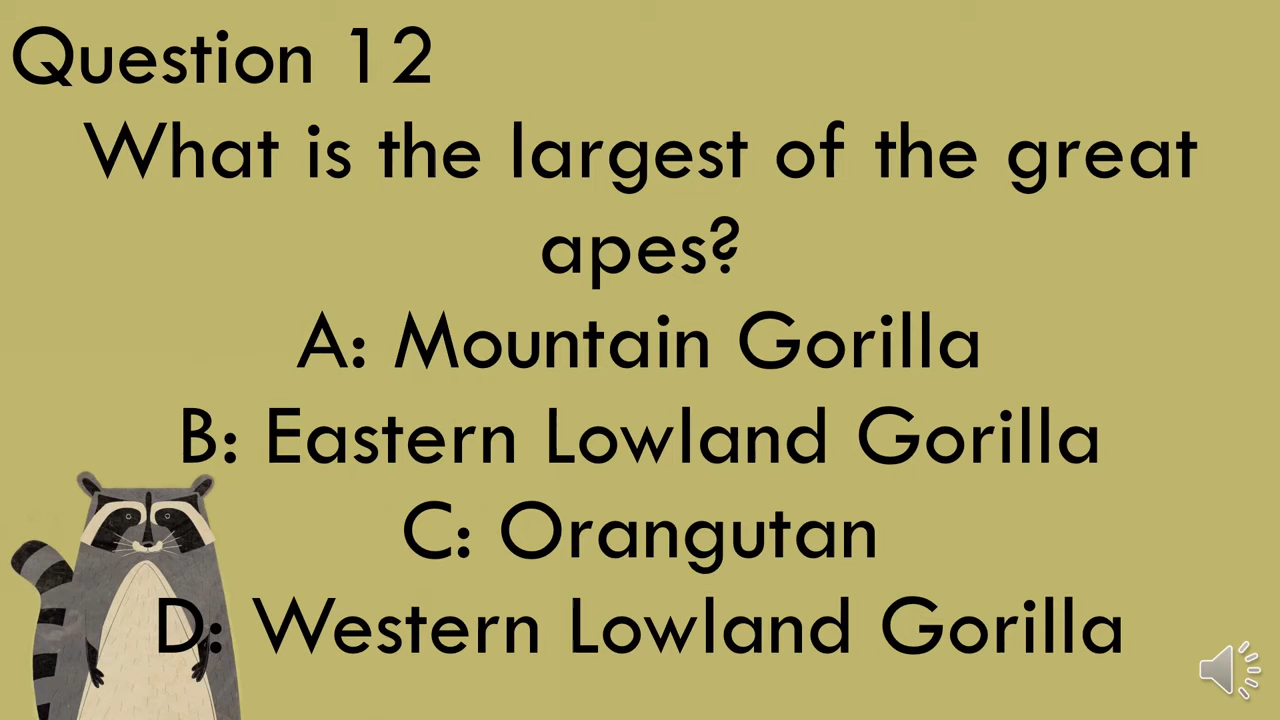 Question 12
What is the largest of the great
apes?
A: Mountain Gorilla
B: Eastern Lowland Gorilla
C: Orangutan
D: Western Lowland Gorilla